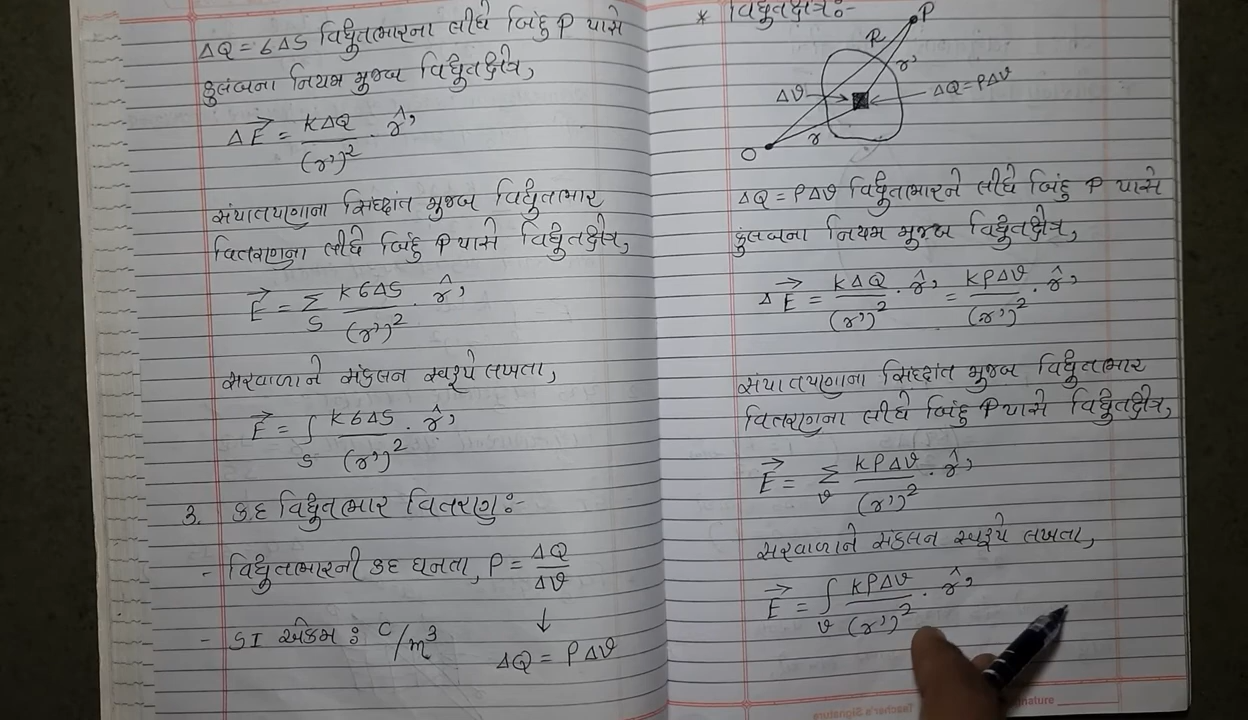 ΔQ = σΔS વિદ્યુતભારના લીધે બિંદુ P પાસે
કુલંબના નિયમ મુજબ વિદ્યુતક્ષેત્ર,
ΔE⃗ = KΔQ/(r')² · r̂'
સંપાતપણાના સિદ્ધાંત મુજબ વિદ્યુતભાર
વિતરણના લીધે બિંદુ P પાસે વિદ્યુતક્ષેત્ર,
E⃗ = Σ_S KσΔS/(r')² · r̂'
સરવાળાને સંકલન સ્વરૂપે લખતા,
E⃗ = ∫_S KσΔS/(r')² · r̂'
3. કદ વિદ્યુતભાર વિતરણ :-
- વિદ્યુતભારની કદ ઘનતા, ρ = ΔQ/Δv
↓
- SI એકમ : C/m³
ΔQ = ρΔv
* વિદ્યુતક્ષેત્ર :-
P
R
r'
Δv
ΔQ = ρΔv
r
O
ΔQ = ρΔv વિદ્યુતભારને લીધે બિંદુ P પાસે
કુલંબના નિયમ મુજબ વિદ્યુતક્ષેત્ર,
ΔE⃗ = KΔQ/(r')² · r̂' = KρΔv/(r')² · r̂'
સંપાતપણાના સિદ્ધાંત મુજબ વિદ્યુતભાર
વિતરણના લીધે બિંદુ P પાસે વિદ્યુતક્ષેત્ર,
E⃗ = Σ_v KρΔv/(r')² · r̂'
સરવાળાને સંકલન સ્વરૂપે લખતા,
E⃗ = ∫_v KρΔv/(r')² · r̂'
Teacher's Signature